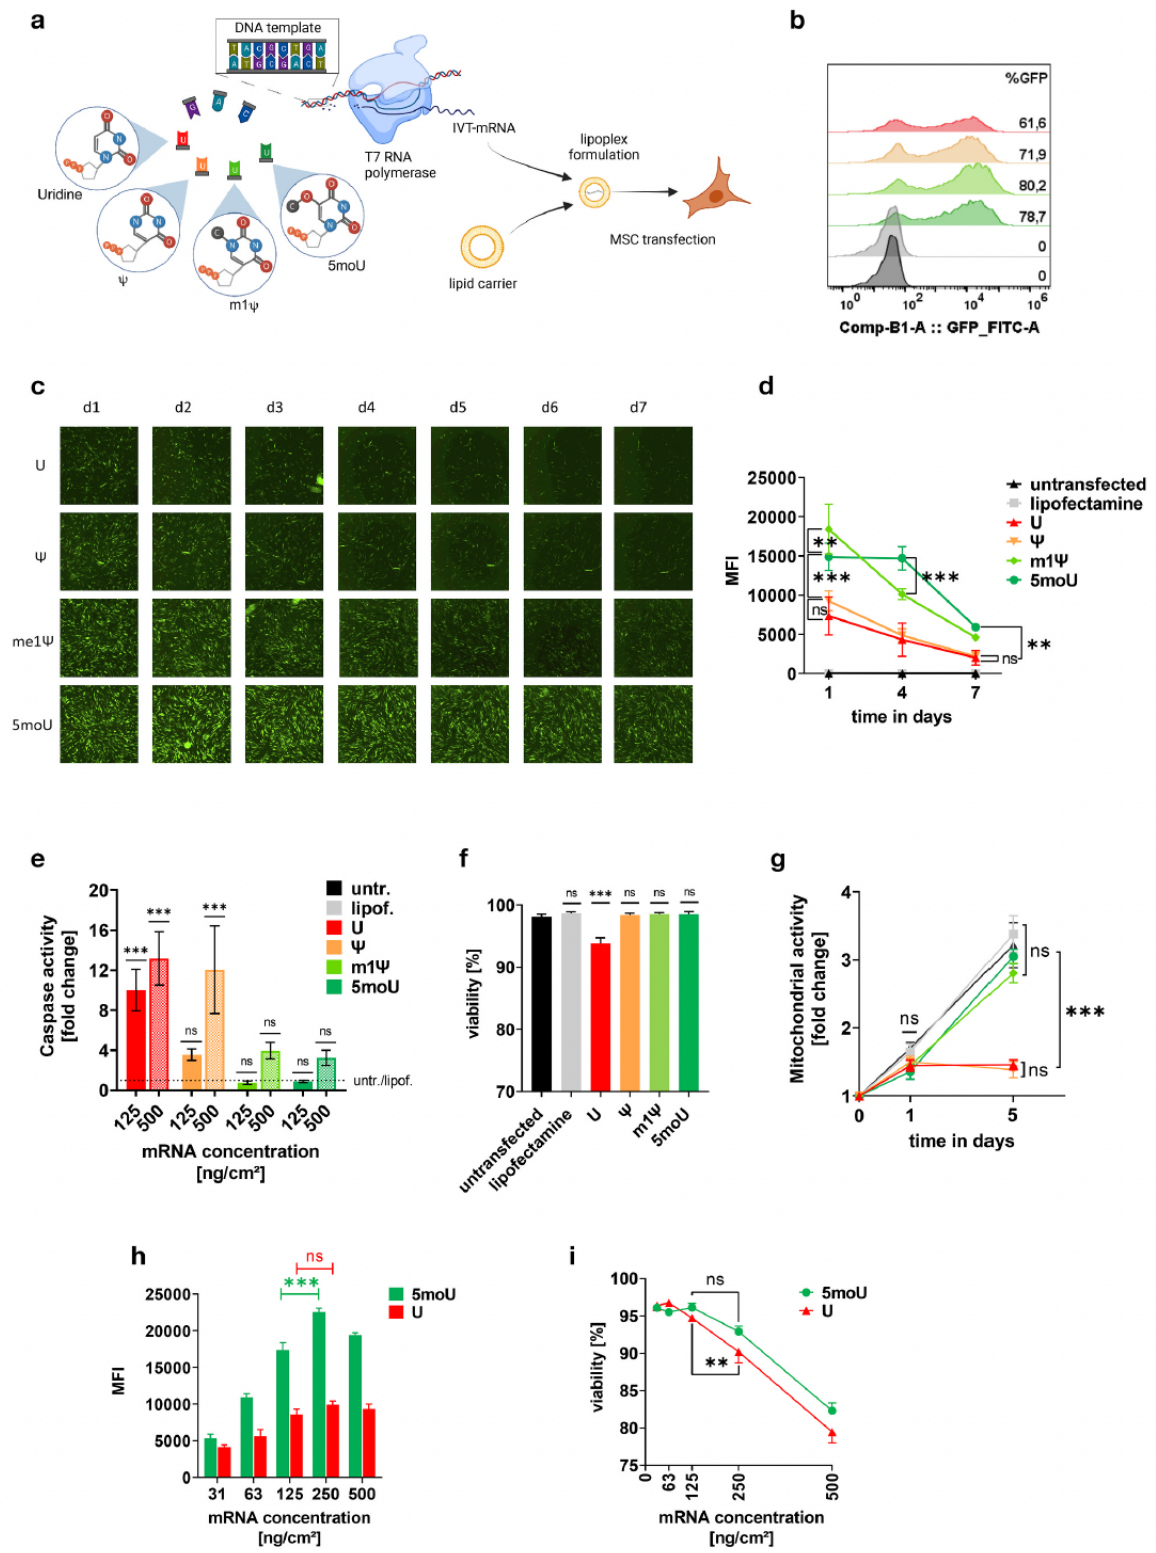 a
DNA template
T A C G C T G A
A T G C G A C T
G
A
C
U
U
U
U
Uridine
ψ
m1ψ
5moU
T7 RNA
polymerase
IVT-mRNA
lipoplex
formulation
lipid carrier
MSC transfection
b
%GFP
61,6
71,9
80,2
78,7
0
0
10⁰ 10² 10⁴ 10⁶
Comp-B1-A :: GFP_FITC-A
c
d1 d2 d3 d4 d5 d6 d7
U
Ψ
me1Ψ
5moU
d
MFI
25000
20000
15000
10000
5000
0
**
***
ns
***
**
ns
1 4 7
time in days
untransfected
lipofectamine
U
Ψ
m1Ψ
5moU
e
Caspase activity
[fold change]
20
16
12
8
4
0
*** *** ns *** ns ns ns ns
untr./lipof.
125 500 125 500 125 500 125 500
mRNA concentration
[ng/cm²]
untr.
lipof.
U
Ψ
m1Ψ
5moU
f
viability [%]
100
90
80
70
ns *** ns ns ns
untransfected
lipofectamine
U
Ψ
m1Ψ
5moU
g
Mitochondrial activity
[fold change]
4
3
2
1
ns
ns
***
ns
0 1 5
time in days
h
ns
***
MFI
25000
20000
15000
10000
5000
0
31 63 125 250 500
mRNA concentration
[ng/cm²]
5moU
U
i
viability [%]
100
95
90
85
80
75
ns
**
0 63 125 250 500
mRNA concentration
[ng/cm²]
5moU
U